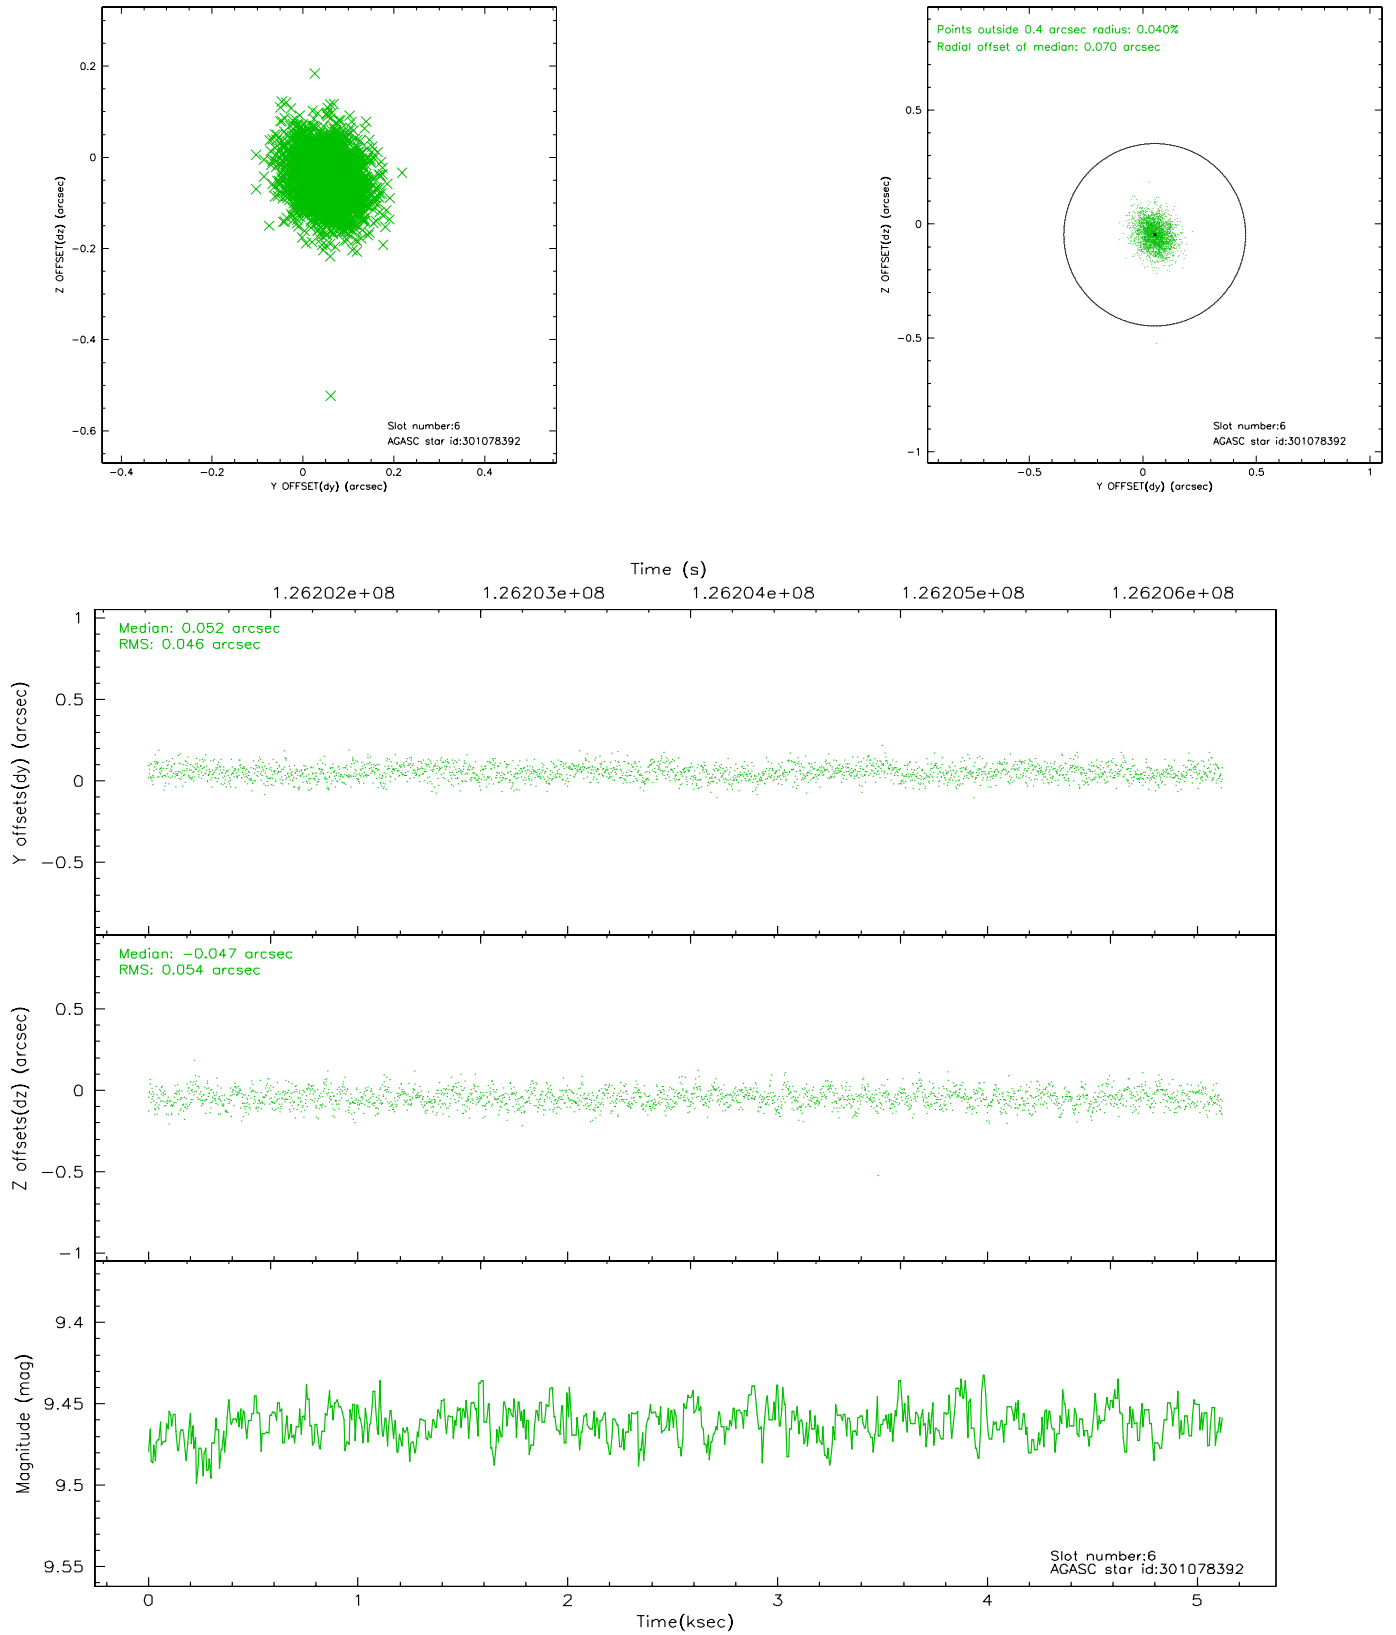 0.2
0
−0.2
−0.4
−0.6
Z OFFSET(dz) (arcsec)
Slot number:6
AGASC star id:301078392
−0.4 −0.2 0 0.2 0.4
Y OFFSET(dy) (arcsec)
Points outside 0.4 arcsec radius: 0.040%
Radial offset of median: 0.070 arcsec
0.5
0
−0.5
−1
Z OFFSET(dz) (arcsec)
Slot number:6
AGASC star id:301078392
−0.5 0 0.5 1
Y OFFSET(dy) (arcsec)
Time (s)
1.26202e+08 1.26203e+08 1.26204e+08 1.26205e+08 1.26206e+08
Median: 0.052 arcsec
RMS: 0.046 arcsec
1
0.5
0
−0.5
Y offsets(dy) (arcsec)
Median: −0.047 arcsec
RMS: 0.054 arcsec
0.5
0
−0.5
−1
Z offsets(dz) (arcsec)
9.4
9.45
9.5
9.55
Magnitude (mag)
Slot number:6
AGASC star id:301078392
0 1 2 3 4 5
Time(ksec)